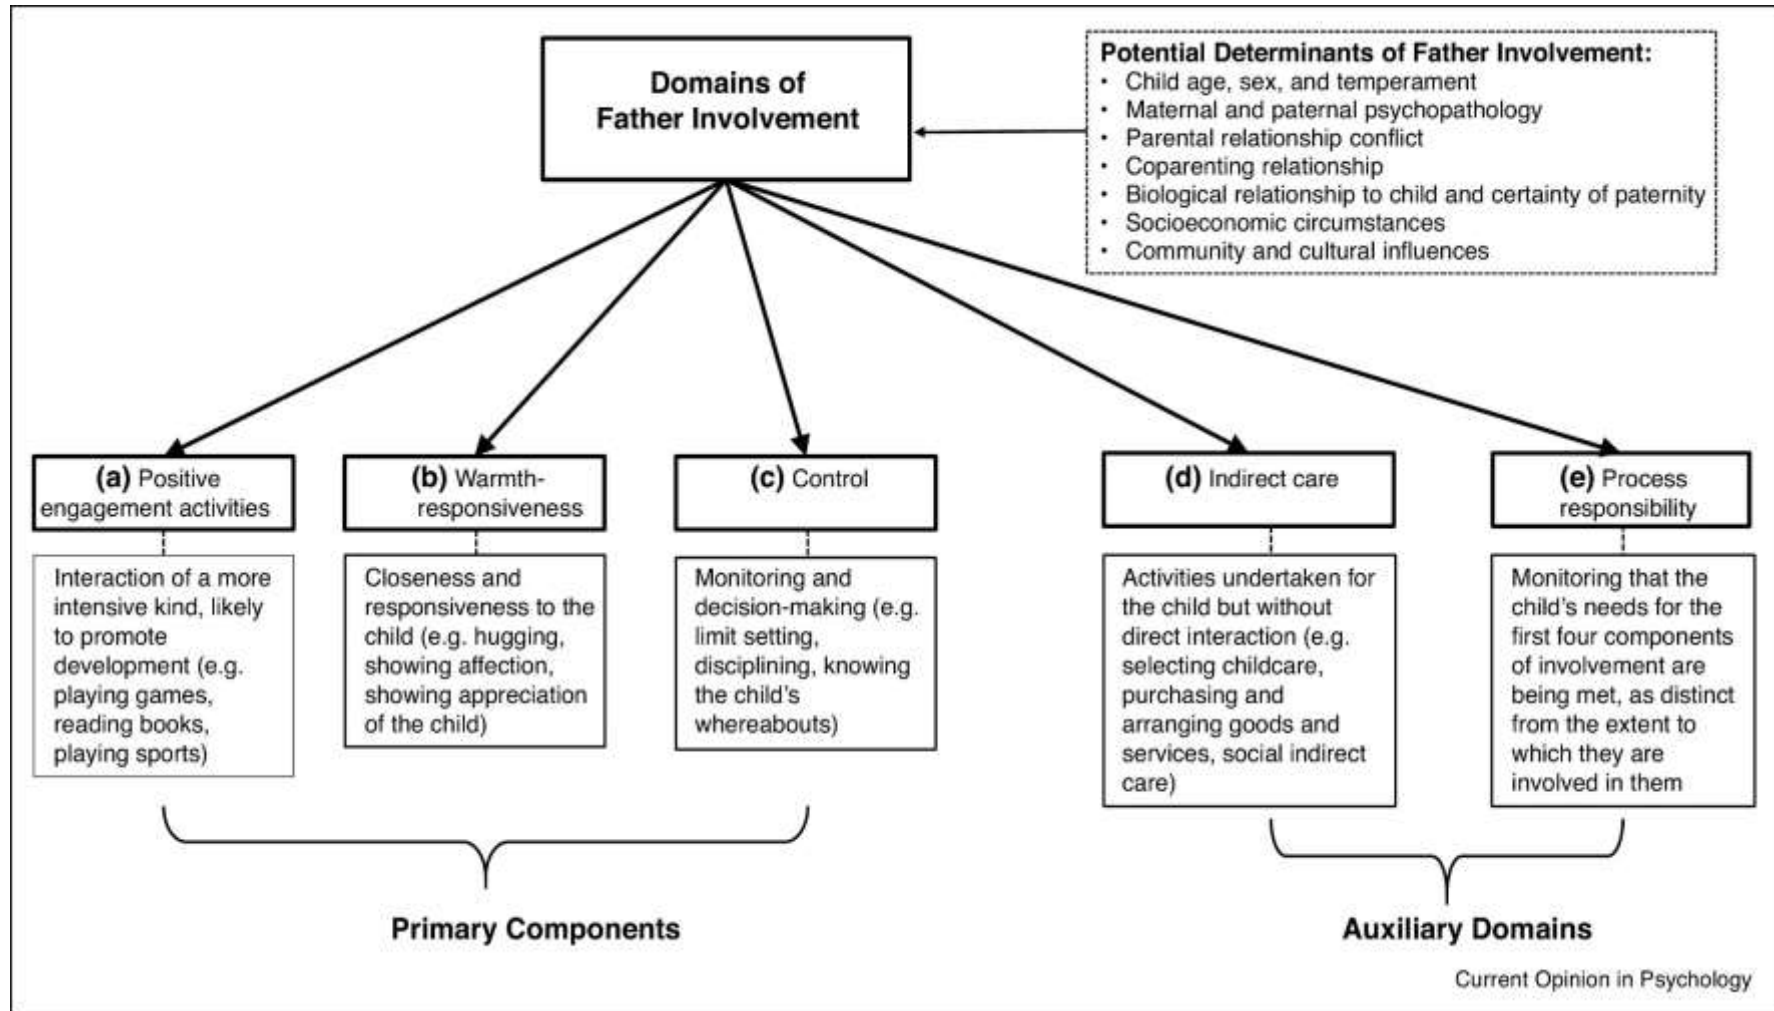 Domains of
Father Involvement
Potential Determinants of Father Involvement:
• Child age, sex, and temperament
• Maternal and paternal psychopathology
• Parental relationship conflict
• Coparenting relationship
• Biological relationship to child and certainty of paternity
• Socioeconomic circumstances
• Community and cultural influences
(a) Positive
engagement activities
Interaction of a more
intensive kind, likely
to promote
development (e.g.
playing games,
reading books,
playing sports)
(b) Warmth-
responsiveness
Closeness and
responsiveness to the
child (e.g. hugging,
showing affection,
showing appreciation
of the child)
(c) Control
Monitoring and
decision-making (e.g.
limit setting,
disciplining, knowing
the child's
whereabouts)
(d) Indirect care
Activities undertaken for
the child but without
direct interaction (e.g.
selecting childcare,
purchasing and
arranging goods and
services, social indirect
care)
(e) Process
responsibility
Monitoring that the
child's needs for the
first four components
of involvement are
being met, as distinct
from the extent to
which they are
involved in them
Primary Components
Auxiliary Domains
Current Opinion in Psychology